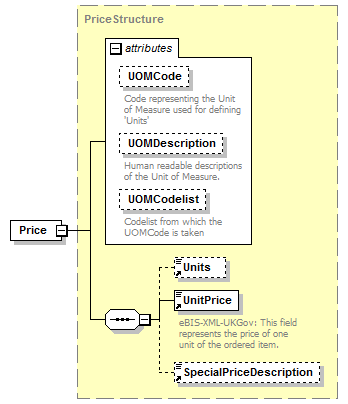 PriceStructure
attributes
UOMCode
Code representing the Unit
of Measure used for defining
'Units'
UOMDescription
Human readable descriptions
of the Unit of Measure.
UOMCodelist
Codelist from which the
UOMCode is taken
Price
Units
UnitPrice
eBIS-XML-UKGov: This field
represents the price of one
unit of the ordered item.
SpecialPriceDescription